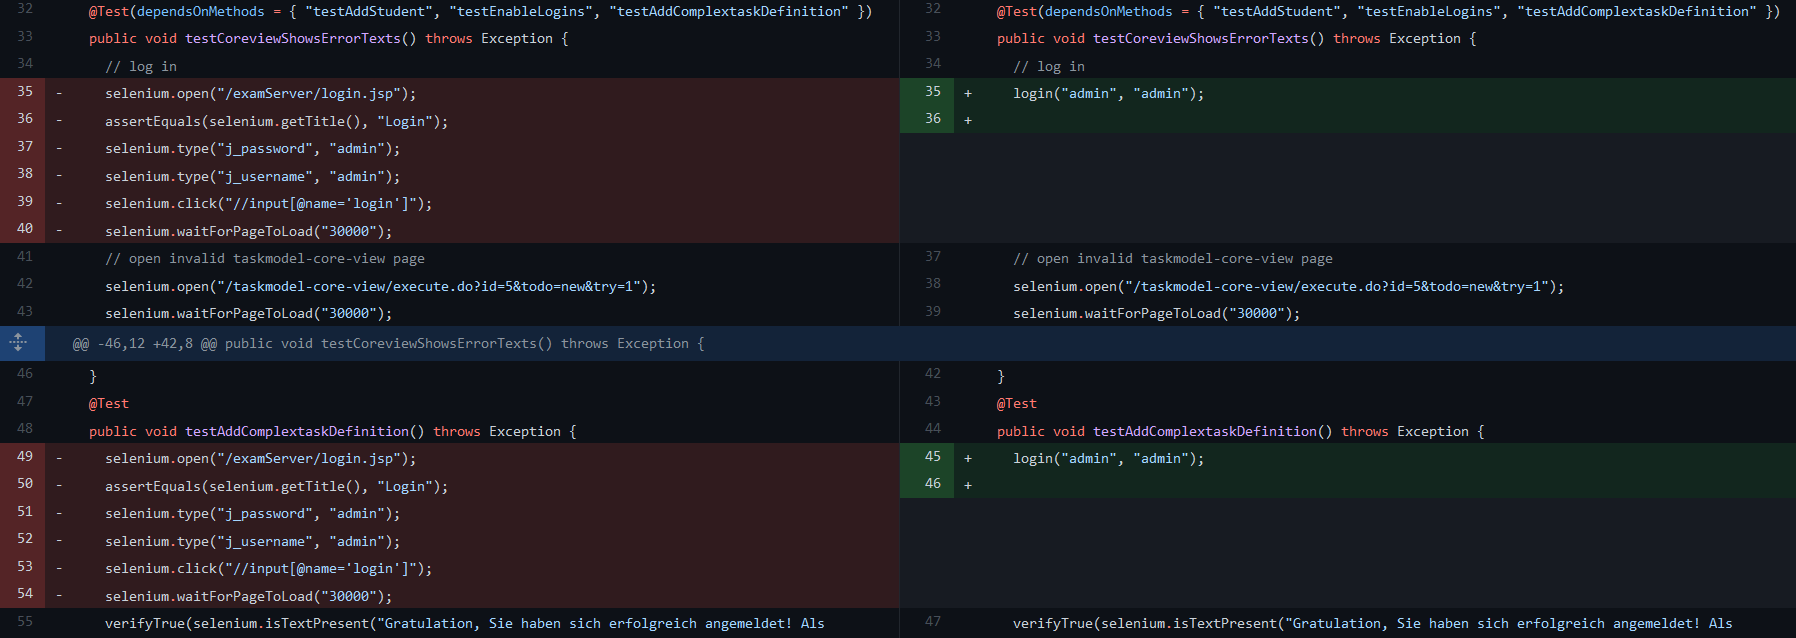 32 @Test(dependsOnMethods = { "testAddStudent", "testEnableLogins", "testAddComplextaskDefinition" })
33 public void testCoreviewShowsErrorTexts() throws Exception {
34 // log in
35 - selenium.open("/examServer/login.jsp");
36 - assertEquals(selenium.getTitle(), "Login");
37 - selenium.type("j_password", "admin");
38 - selenium.type("j_username", "admin");
39 - selenium.click("//input[@name='login']");
40 - selenium.waitForPageToLoad("30000");
41 // open invalid taskmodel-core-view page
42 selenium.open("/taskmodel-core-view/execute.do?id=5&todo=new&try=1");
43 selenium.waitForPageToLoad("30000");
@@ -46,12 +42,8 @@ public void testCoreviewShowsErrorTexts() throws Exception {
46 }
47 @Test
48 public void testAddComplextaskDefinition() throws Exception {
49 - selenium.open("/examServer/login.jsp");
50 - assertEquals(selenium.getTitle(), "Login");
51 - selenium.type("j_password", "admin");
52 - selenium.type("j_username", "admin");
53 - selenium.click("//input[@name='login']");
54 - selenium.waitForPageToLoad("30000");
55 verifyTrue(selenium.isTextPresent("Gratulation, Sie haben sich erfolgreich angemeldet! Als
32 @Test(dependsOnMethods = { "testAddStudent", "testEnableLogins", "testAddComplextaskDefinition" })
33 public void testCoreviewShowsErrorTexts() throws Exception {
34 // log in
35 + login("admin", "admin");
36 +
37 // open invalid taskmodel-core-view page
38 selenium.open("/taskmodel-core-view/execute.do?id=5&todo=new&try=1");
39 selenium.waitForPageToLoad("30000");
42 }
43 @Test
44 public void testAddComplextaskDefinition() throws Exception {
45 + login("admin", "admin");
46 +
47 verifyTrue(selenium.isTextPresent("Gratulation, Sie haben sich erfolgreich angemeldet! Als